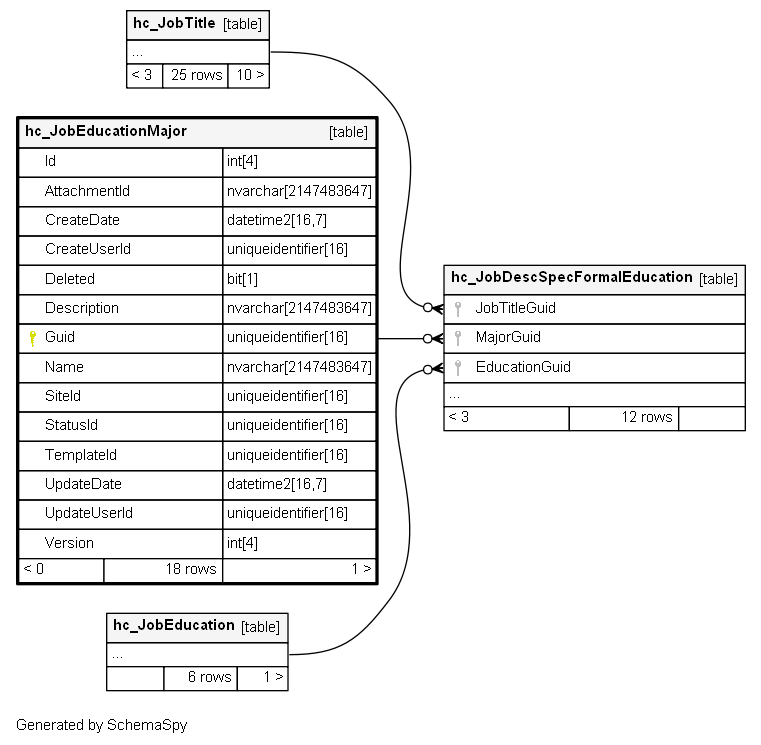 hc_JobTitle [table]
...
< 3 25 rows 10 >
hc_JobEducationMajor [table]
Id int[4]
AttachmentId nvarchar[2147483647]
CreateDate datetime2[16,7]
CreateUserId uniqueidentifier[16]
Deleted bit[1]
Description nvarchar[2147483647]
Guid uniqueidentifier[16]
Name nvarchar[2147483647]
SiteId uniqueidentifier[16]
StatusId uniqueidentifier[16]
TemplateId uniqueidentifier[16]
UpdateDate datetime2[16,7]
UpdateUserId uniqueidentifier[16]
Version int[4]
< 0 18 rows 1 >
hc_JobDescSpecFormalEducation [table]
JobTitleGuid
MajorGuid
EducationGuid
...
< 3 12 rows
hc_JobEducation [table]
...
6 rows 1 >
Generated by SchemaSpy